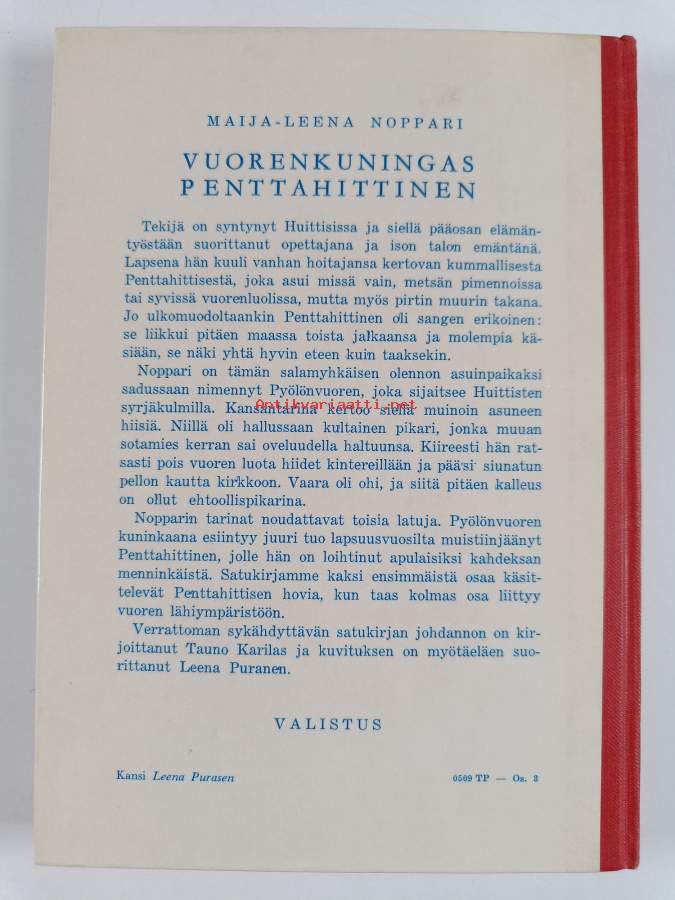 MAIJA-LEENA NOPPARI
VUORENKUNINGAS
PENTTAHITTINEN
Tekijä on syntynyt Huittisissa ja siellä pääosan elämän-
työstään suorittanut opettajana ja ison talon emäntänä.
Lapsena hän kuuli vanhan hoitajansa kertovan kummallisesta
Penttahittisestä, joka asui missä vain, metsän pimennoissa
tai syvissä vuorenluolissa, mutta myös pirtin muurin takana.
Jo ulkomuodoltaankin Penttahittinen oli sangen erikoinen:
se liikkui pitäen maassa toista jalkaansa ja molempia kä-
siään, se näki yhtä hyvin eteen kuin taaksekin.
Noppari on tämän salamyhkäisen olennon asuinpaikaksi
sadussaan nimennyt Pyölönvuoren, joka sijaitsee Huittisten
syrjäkulmilla. Kansantarina kertoo siellä muinoin asuneen
Antikvariaatti.net
hiisiä. Niillä oli hallussaan kultainen pikari, jonka muuan
sotamies kerran sai oveluudella haltuunsa. Kiireesti hän rat-
sasti pois vuoren luota hiidet kintereillään ja pääsi siunatun
pellon kautta kirkkoon. Vaara oli ohi, ja siitä pitäen kalleus
on ollut ehtoollispikarina.
Nopparin tarinat noudattavat toisia latuja. Pyölönvuoren
kuninkaana esiintyy juuri tuo lapsuusvuosilta muistiinjäänyt
Penttahittinen, jolle hän on loihtinut apulaisiksi kahdeksan
menninkäistä. Satukirjamme kaksi ensimmäistä osaa käsit-
televät Penttahittisen hovia, kun taas kolmas osa liittyy
vuoren lähiympäristöön.
Verrattoman sykähdyttävän satukirjan johdannon on kir-
joittanut Tauno Karilas ja kuvituksen on myötäeläen suo-
rittanut Leena Puranen.
VALISTUS
Kansi Leena Purasen
0509 TP — Os. 3